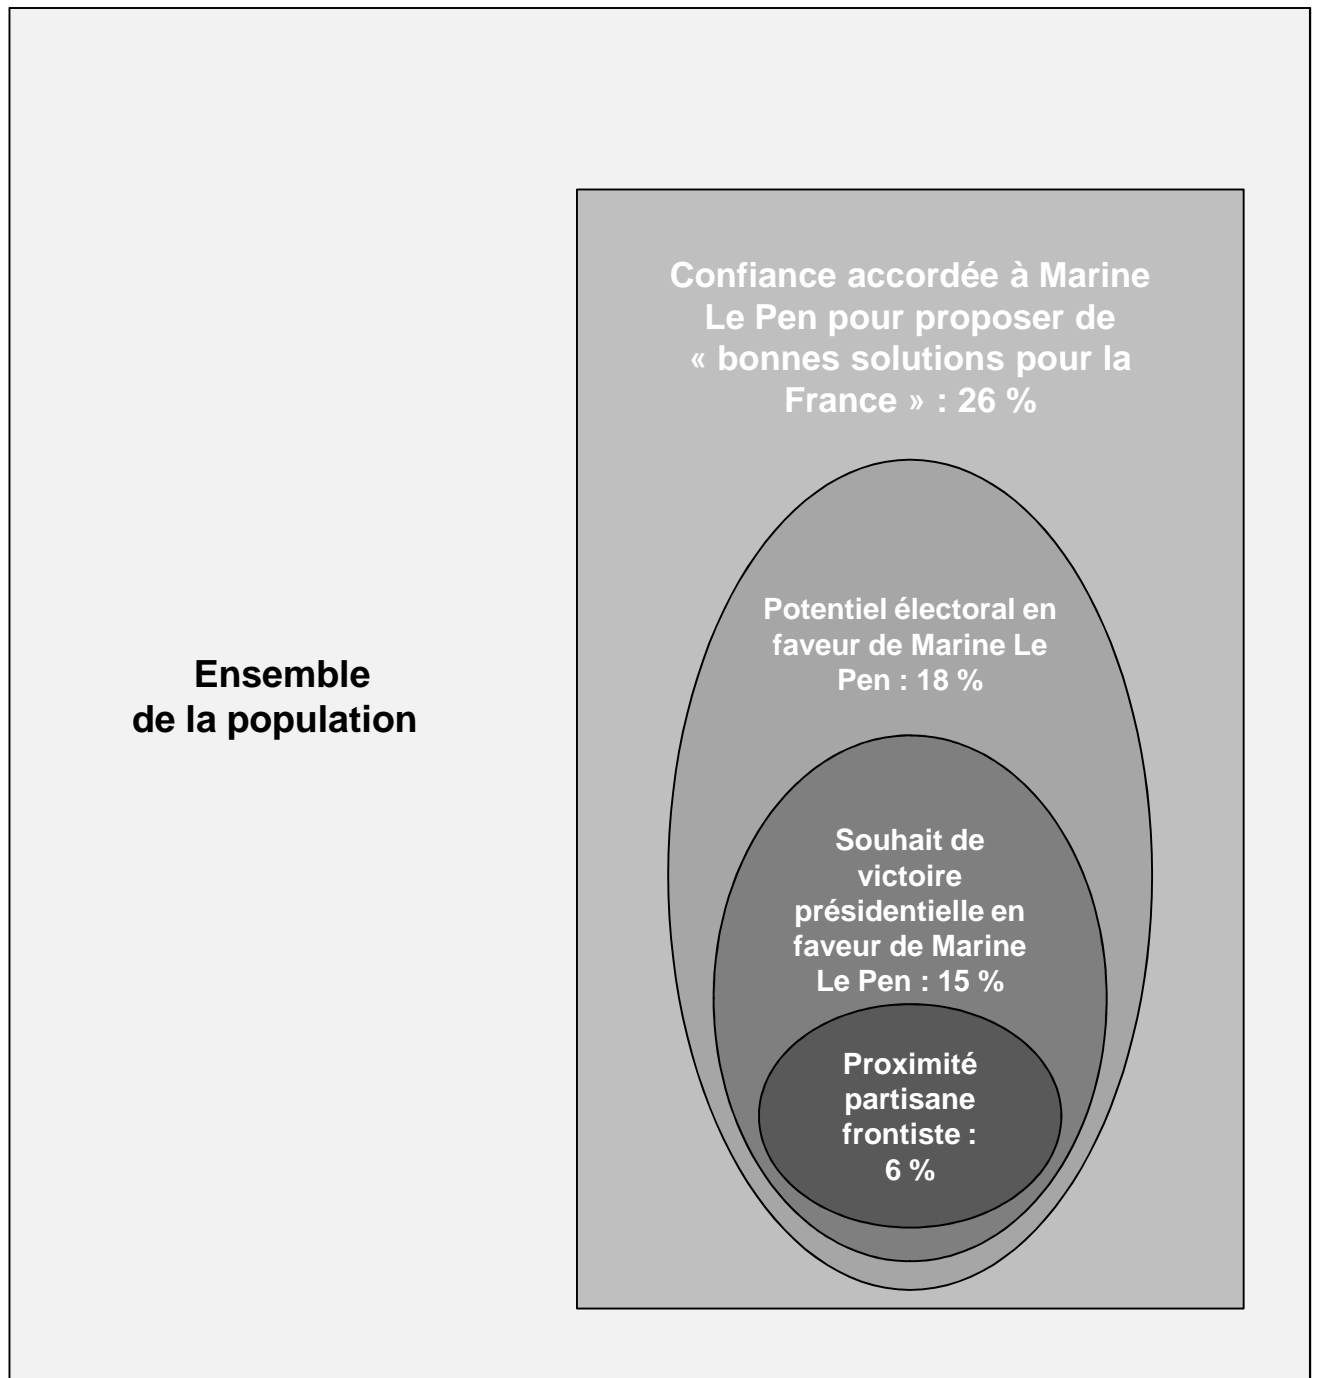 Confiance accordée à Marine
Le Pen pour proposer de
« bonnes solutions pour la
France » : 26 %
Potentiel électoral en
faveur de Marine Le
Pen : 18 %
Ensemble
de la population
Souhait de
victoire
présidentielle en
faveur de Marine
Le Pen : 15 %
Proximité
partisane
frontiste :
6 %